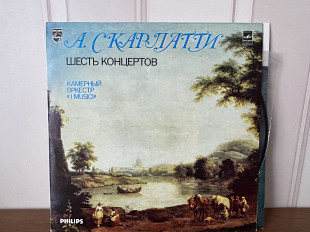 А. СКАРЛАТТИ
ШЕСТЬ КОНЦЕРТОВ
КАМЕРНЫЙ
ОРКЕСТР
«I MUSICI»
PHILIPS